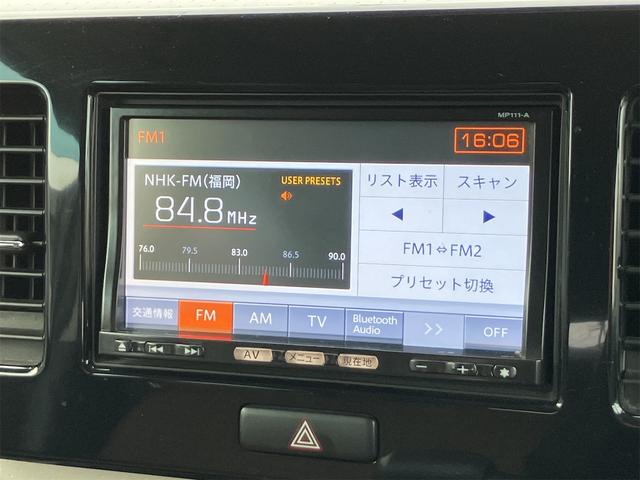 MP111-A
FM1
16:06
NHK-FM(福岡)
USER PRESETS
84.8 MHz
76.0 79.5 83.0 86.5 90.0
リスト表示 スキャン
◀ ▶
FM1⇔FM2
プリセット切換
交通情報 FM AM TV Bluetooth Audio >> OFF
AV メニュー 現在地